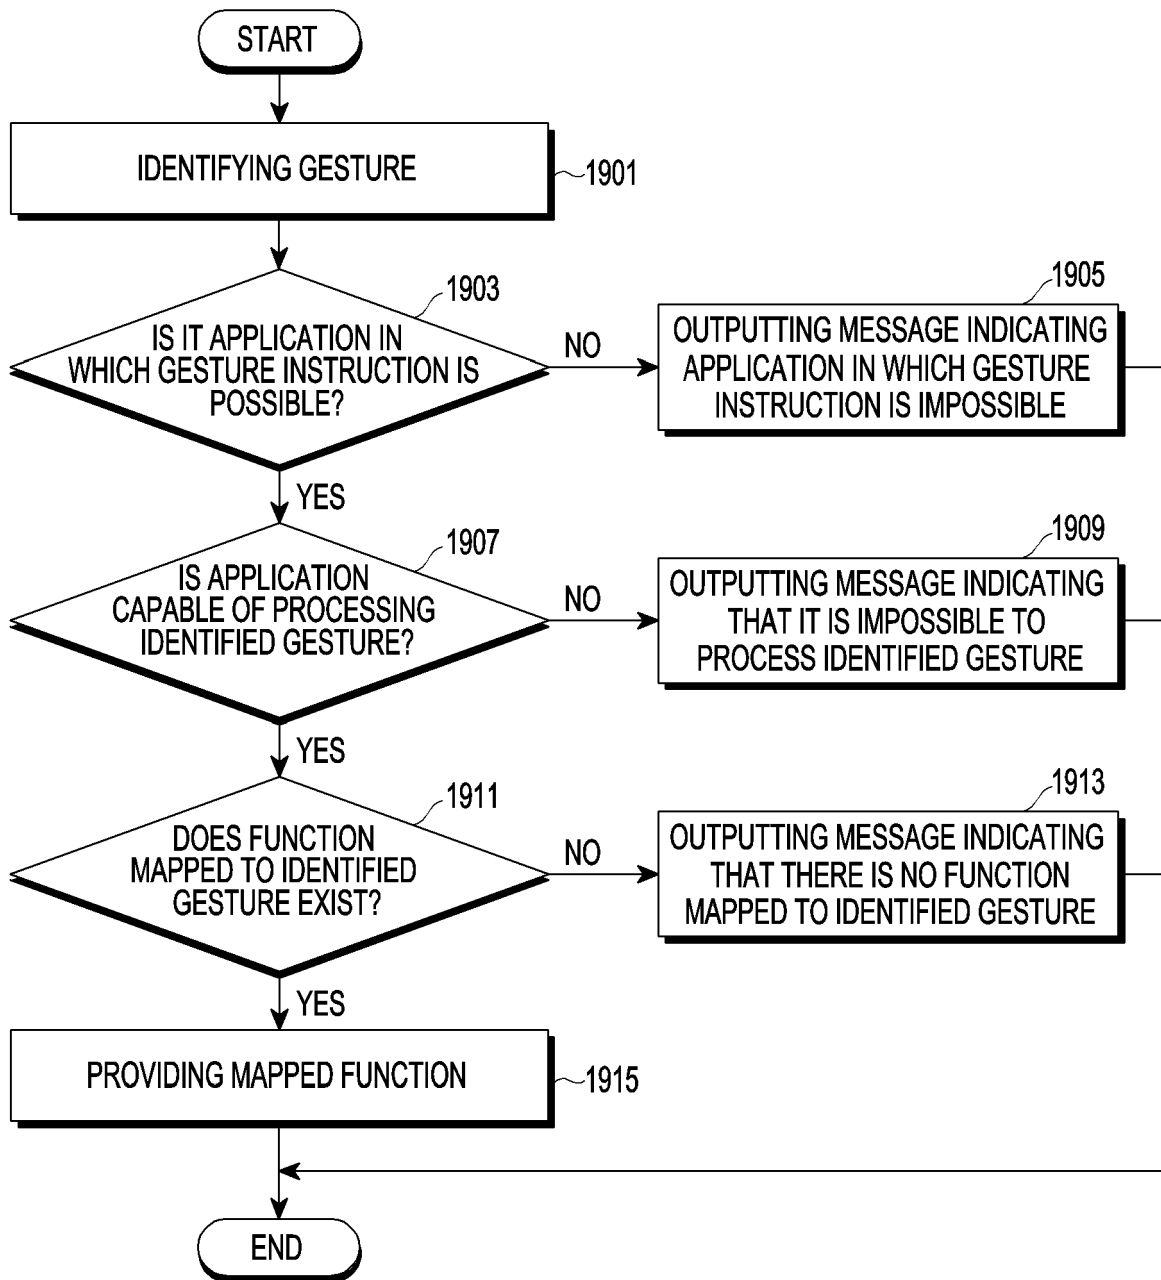 START
IDENTIFYING GESTURE
1901
1903
IS IT APPLICATION IN
WHICH GESTURE INSTRUCTION IS
POSSIBLE?
NO
1905
OUTPUTTING MESSAGE INDICATING
APPLICATION IN WHICH GESTURE
INSTRUCTION IS IMPOSSIBLE
YES
1907
IS APPLICATION
CAPABLE OF PROCESSING
IDENTIFIED GESTURE?
NO
1909
OUTPUTTING MESSAGE INDICATING
THAT IT IS IMPOSSIBLE TO
PROCESS IDENTIFIED GESTURE
YES
1911
DOES FUNCTION
MAPPED TO IDENTIFIED
GESTURE EXIST?
NO
1913
OUTPUTTING MESSAGE INDICATING
THAT THERE IS NO FUNCTION
MAPPED TO IDENTIFIED GESTURE
YES
PROVIDING MAPPED FUNCTION
1915
END